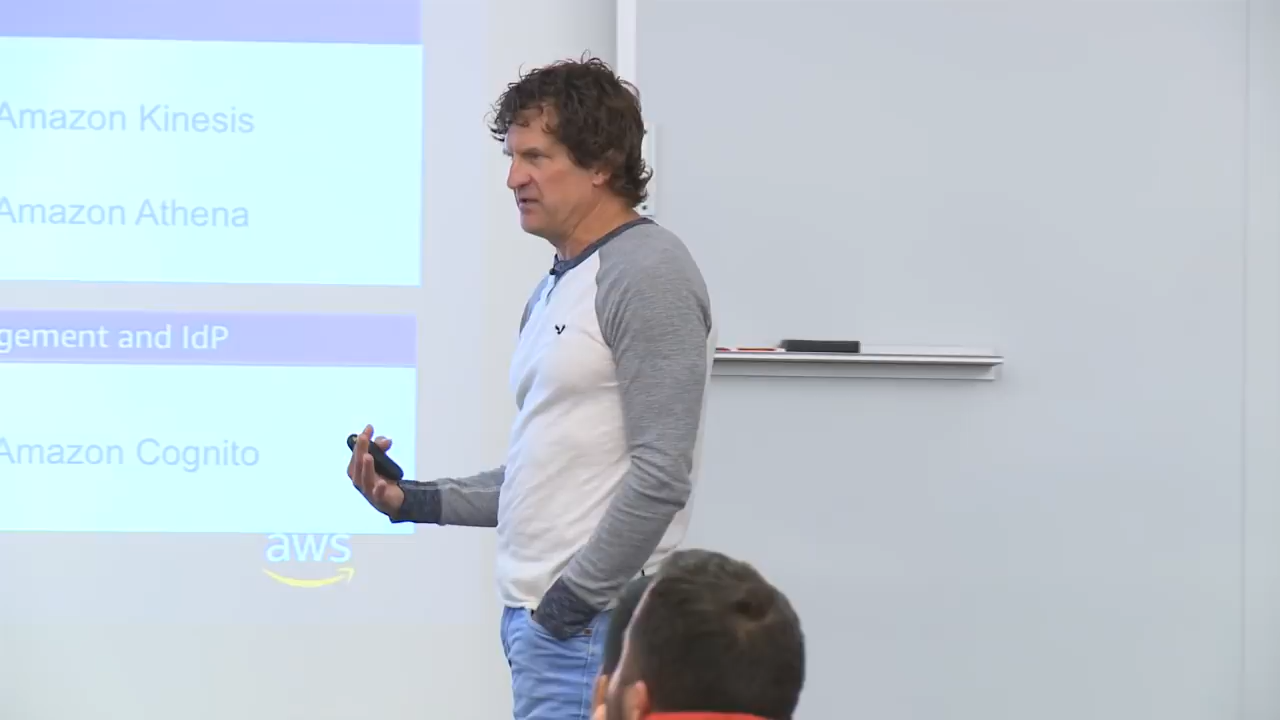 Amazon Kinesis
Amazon Athena
gement and IdP
Amazon Cognito
aws